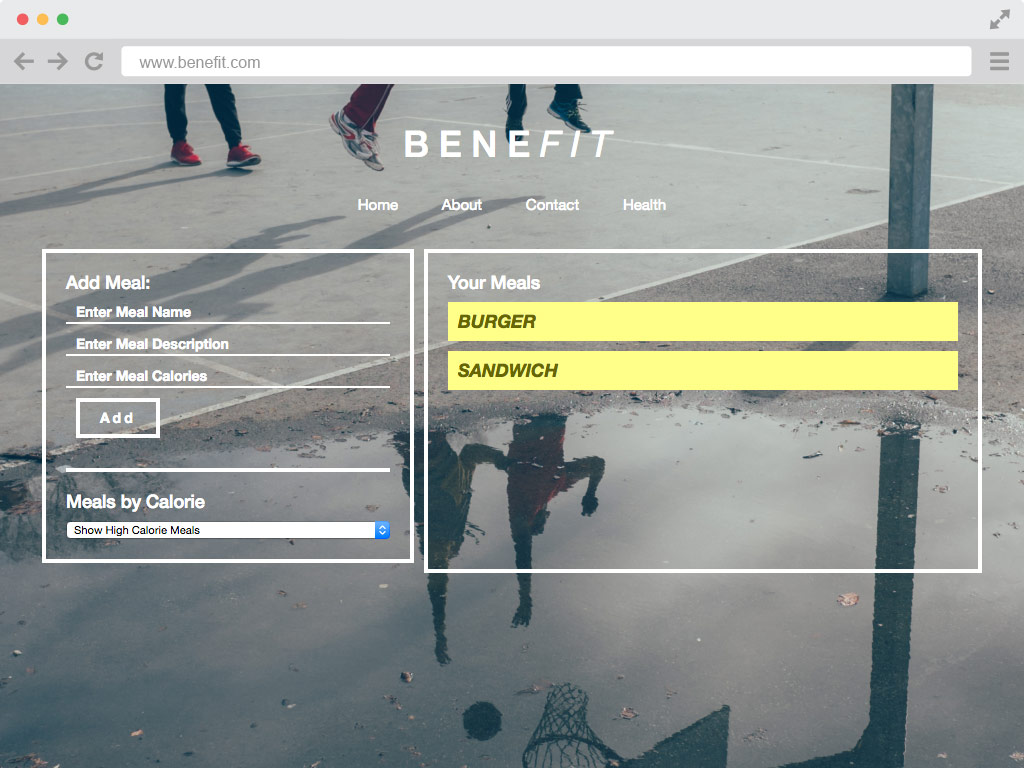 www.benefit.com
BENEFIT
Home About Contact Health
Add Meal:
Enter Meal Name
Enter Meal Description
Enter Meal Calories
Add
Meals by Calorie
Show High Calorie Meals
Your Meals
BURGER
SANDWICH